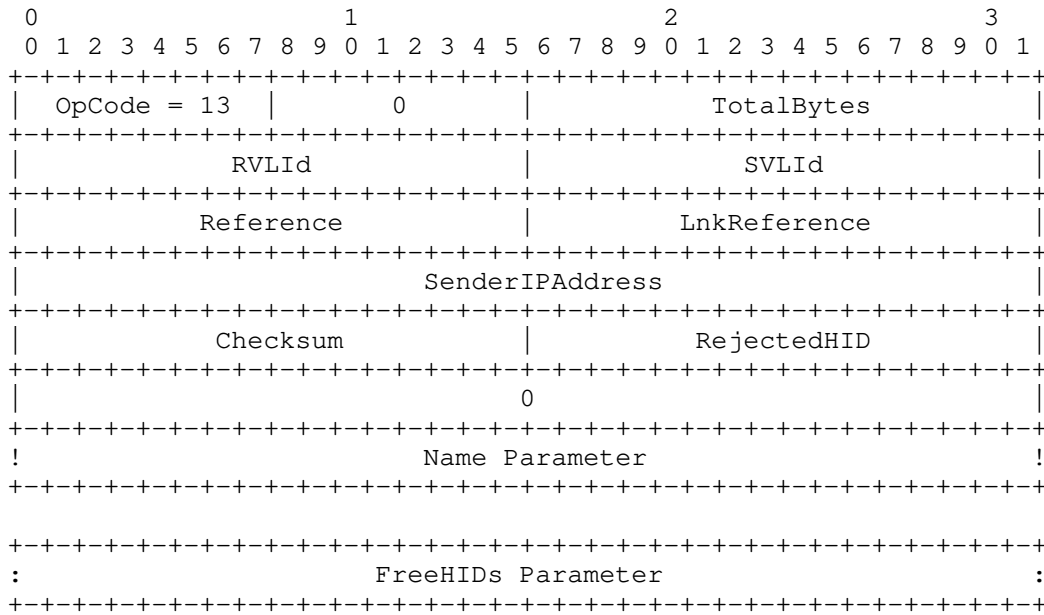 0                   1                   2                   3
 0 1 2 3 4 5 6 7 8 9 0 1 2 3 4 5 6 7 8 9 0 1 2 3 4 5 6 7 8 9 0 1
+-+-+-+-+-+-+-+-+-+-+-+-+-+-+-+-+-+-+-+-+-+-+-+-+-+-+-+-+-+-+-+-+
|  OpCode = 13  |       0       |           TotalBytes          |
+-+-+-+-+-+-+-+-+-+-+-+-+-+-+-+-+-+-+-+-+-+-+-+-+-+-+-+-+-+-+-+-+
|             RVLId             |             SVLId             |
+-+-+-+-+-+-+-+-+-+-+-+-+-+-+-+-+-+-+-+-+-+-+-+-+-+-+-+-+-+-+-+-+
|           Reference           |         LnkReference          |
+-+-+-+-+-+-+-+-+-+-+-+-+-+-+-+-+-+-+-+-+-+-+-+-+-+-+-+-+-+-+-+-+
|                         SenderIPAddress                       |
+-+-+-+-+-+-+-+-+-+-+-+-+-+-+-+-+-+-+-+-+-+-+-+-+-+-+-+-+-+-+-+-+
|            Checksum           |          RejectedHID          |
+-+-+-+-+-+-+-+-+-+-+-+-+-+-+-+-+-+-+-+-+-+-+-+-+-+-+-+-+-+-+-+-+
|                               0                               |
+-+-+-+-+-+-+-+-+-+-+-+-+-+-+-+-+-+-+-+-+-+-+-+-+-+-+-+-+-+-+-+-+
!                         Name Parameter                        !
+-+-+-+-+-+-+-+-+-+-+-+-+-+-+-+-+-+-+-+-+-+-+-+-+-+-+-+-+-+-+-+-+

+-+-+-+-+-+-+-+-+-+-+-+-+-+-+-+-+-+-+-+-+-+-+-+-+-+-+-+-+-+-+-+-+
:                      FreeHIDs Parameter                       :
+-+-+-+-+-+-+-+-+-+-+-+-+-+-+-+-+-+-+-+-+-+-+-+-+-+-+-+-+-+-+-+-+